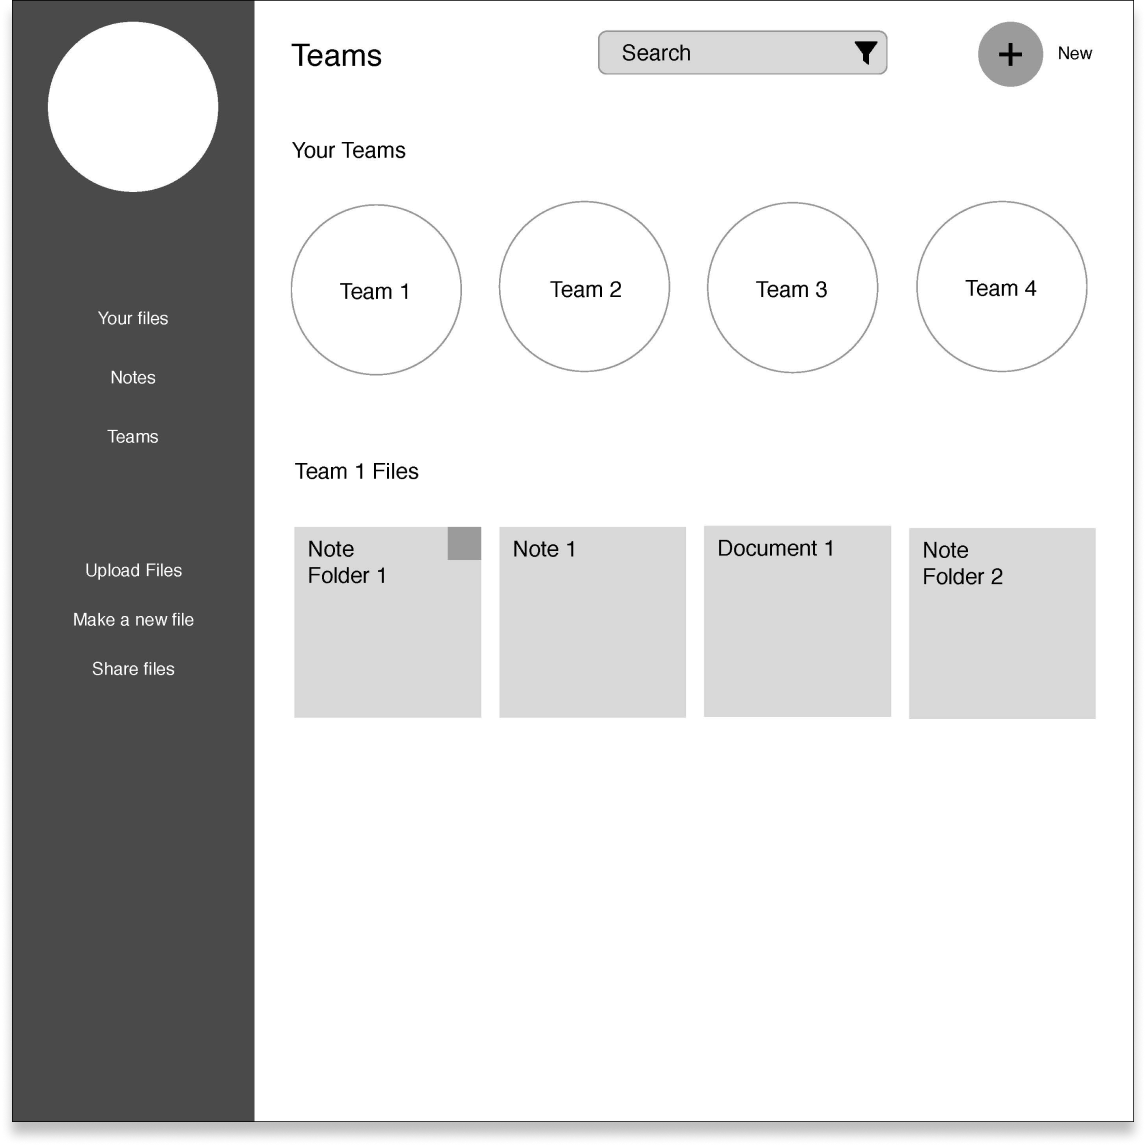 Teams
Search
New
Your Teams
Team 1
Team 2
Team 3
Team 4
Your files
Notes
Teams
Team 1 Files
Note
Folder 1
Note 1
Document 1
Note
Folder 2
Upload Files
Make a new file
Share files